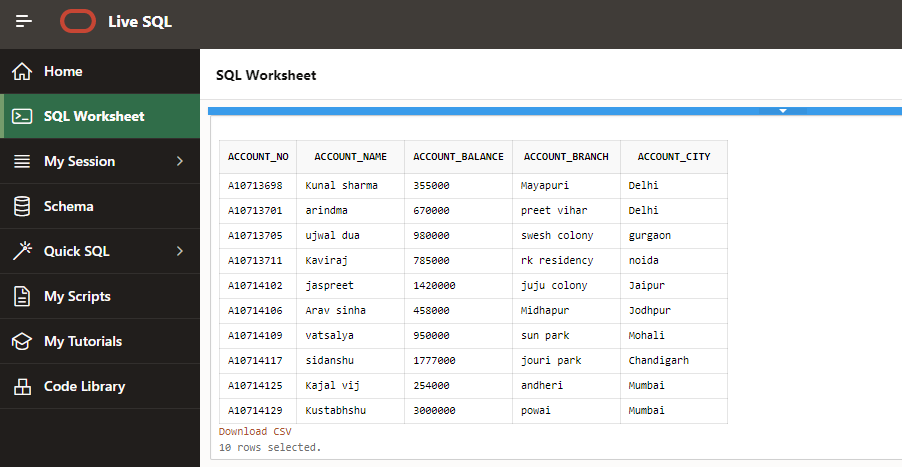 Live SQL
Home
SQL Worksheet
My Session
Schema
Quick SQL
My Scripts
My Tutorials
Code Library
SQL Worksheet
ACCOUNT_NO ACCOUNT_NAME ACCOUNT_BALANCE ACCOUNT_BRANCH ACCOUNT_CITY
A10713698 Kunal sharma 355000 Mayapuri Delhi
A10713701 arindma 670000 preet vihar Delhi
A10713705 ujwal dua 980000 swesh colony gurgaon
A10713711 Kaviraj 785000 rk residency noida
A10714102 jaspreet 1420000 juju colony Jaipur
A10714106 Arav sinha 458000 Midhapur Jodhpur
A10714109 vatsalya 950000 sun park Mohali
A10714117 sidanshu 1777000 jouri park Chandigarh
A10714125 Kajal vij 254000 andheri Mumbai
A10714129 Kustabhshu 3000000 powai Mumbai
Download CSV
10 rows selected.